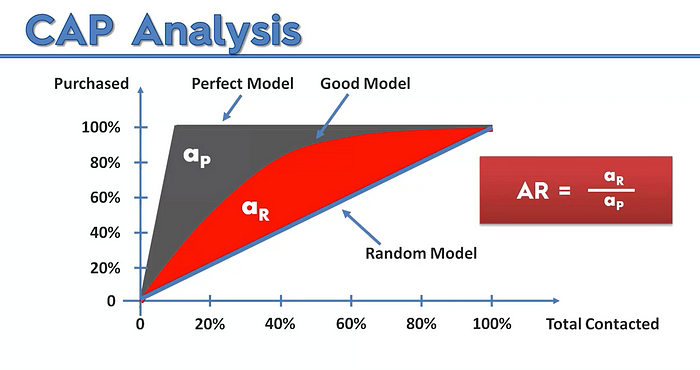 CAP Analysis
Purchased
Perfect Model
Good Model
100%
80%
60%
40%
20%
0
aP
aR
AR = aR / aP
Random Model
0 20% 40% 60% 80% 100% Total Contacted